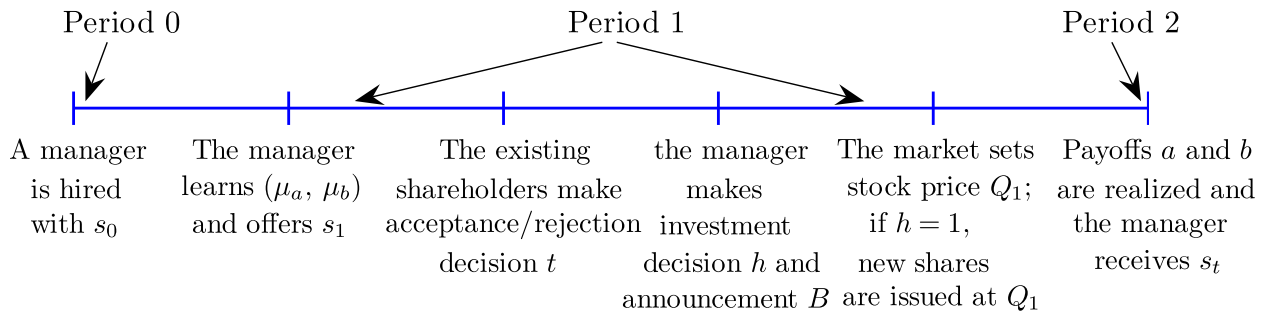 Period 0
Period 1
Period 2
A manager
is hired
with s₀
The manager
learns (μₐ, μ_b)
and offers s₁
The existing
shareholders make
acceptance/rejection
decision t
the manager
makes
investment
decision h and
announcement B
The market sets
stock price Q₁;
if h = 1,
new shares
are issued at Q₁
Payoffs a and b
are realized and
the manager
receives sₜ